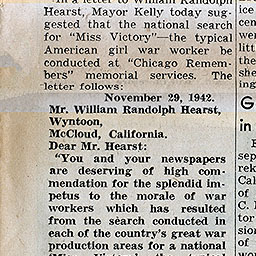 In a letter to William Randolph
Hearst, Mayor Kelly today sug-
gested that the national search
for "Miss Victory"—the typical
American girl war worker be
conducted at "Chicago Remem-
bers" memorial services. The
letter follows:
November 29, 1942.
Mr. William Randolph Hearst,
Wyntoon,
McCloud, California.
Dear Mr. Hearst:
"You and your newspapers
are deserving of high com-
mendation for the splendid im-
petus to the morale of war
workers which has resulted
from the search conducted in
each of the country's great war
production areas for a national